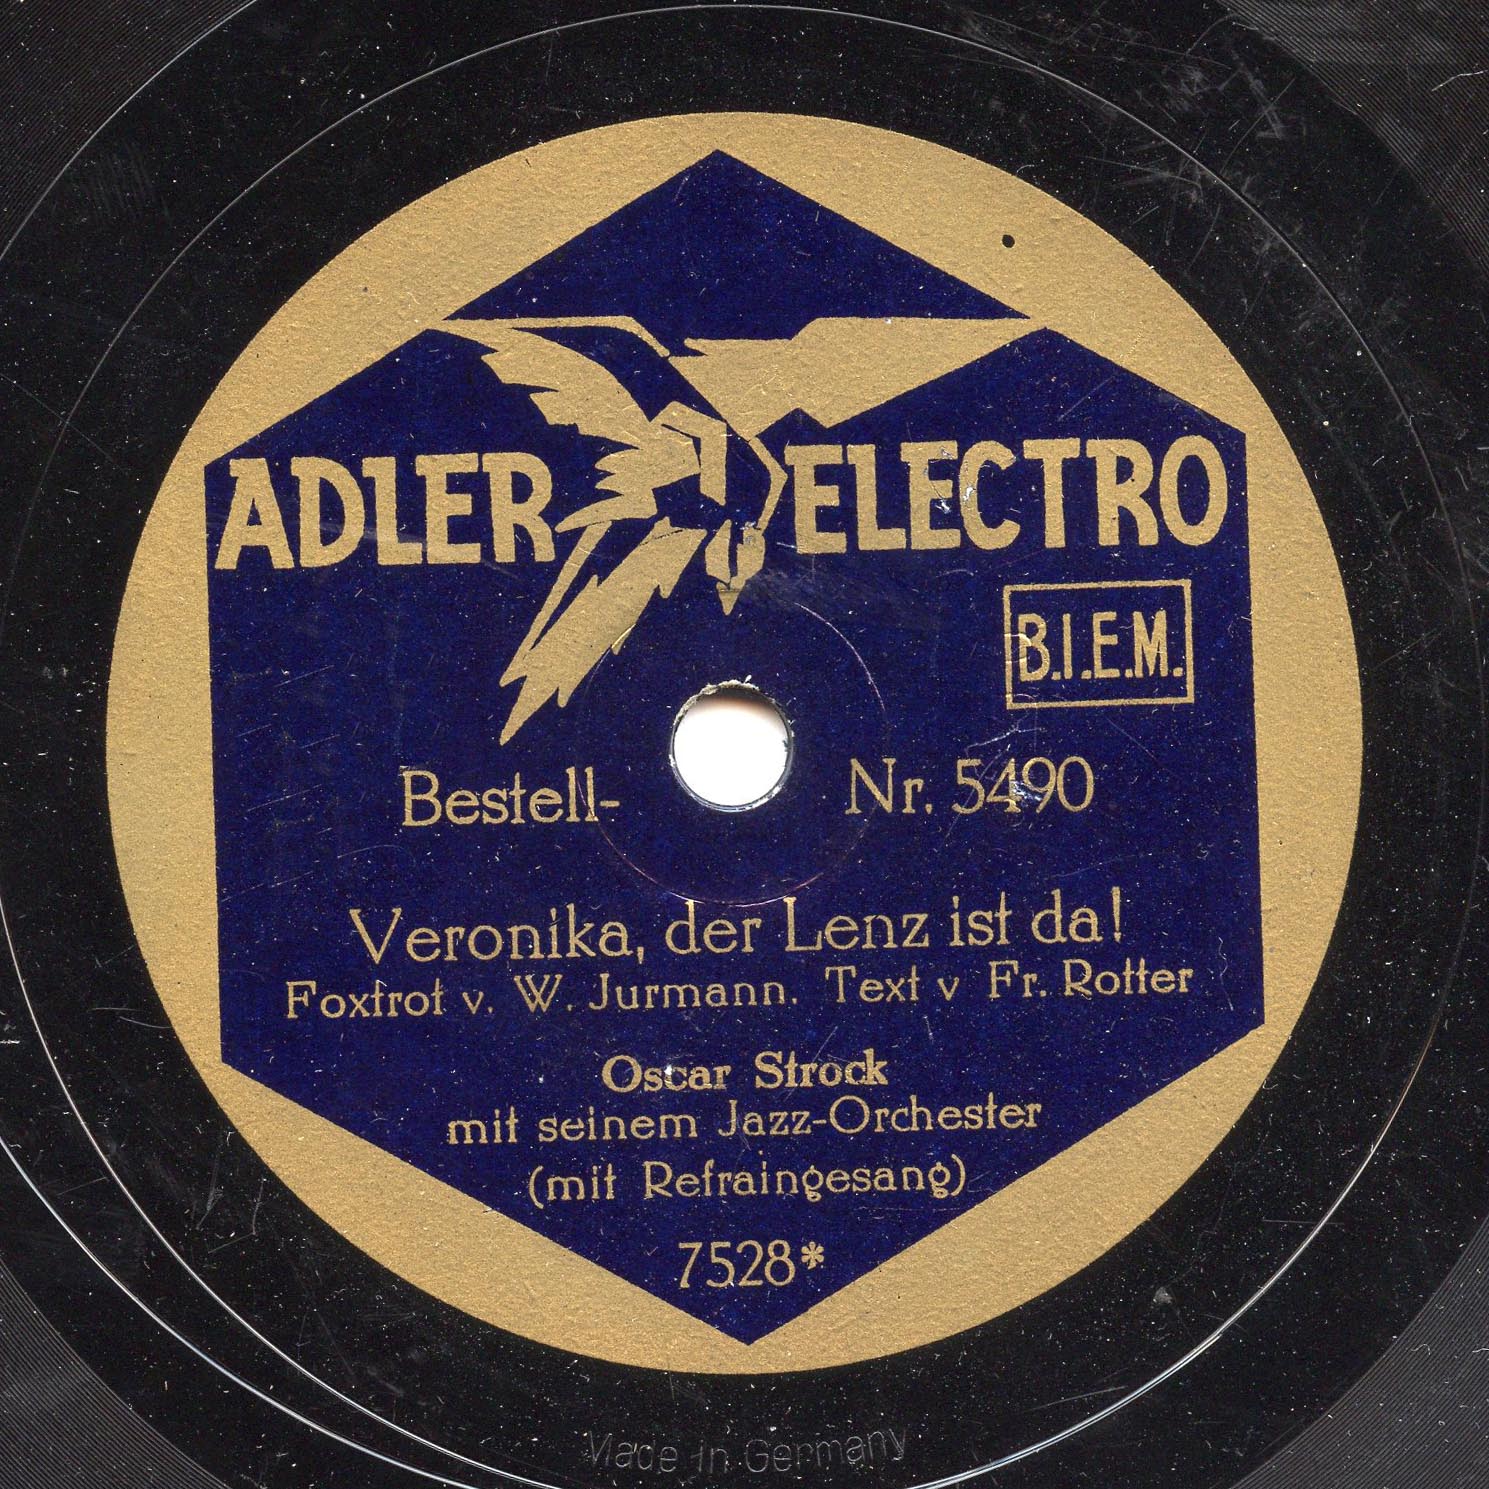 ADLER ELECTRO
B.I.E.M.
Bestell- Nr. 5490
Veronika, der Lenz ist da!
Foxtrot v. W. Jurmann. Text v Fr. Rotter
Oscar Strock
mit seinem Jazz-Orchester
(mit Refraingesang)
7528*
Made in Germany